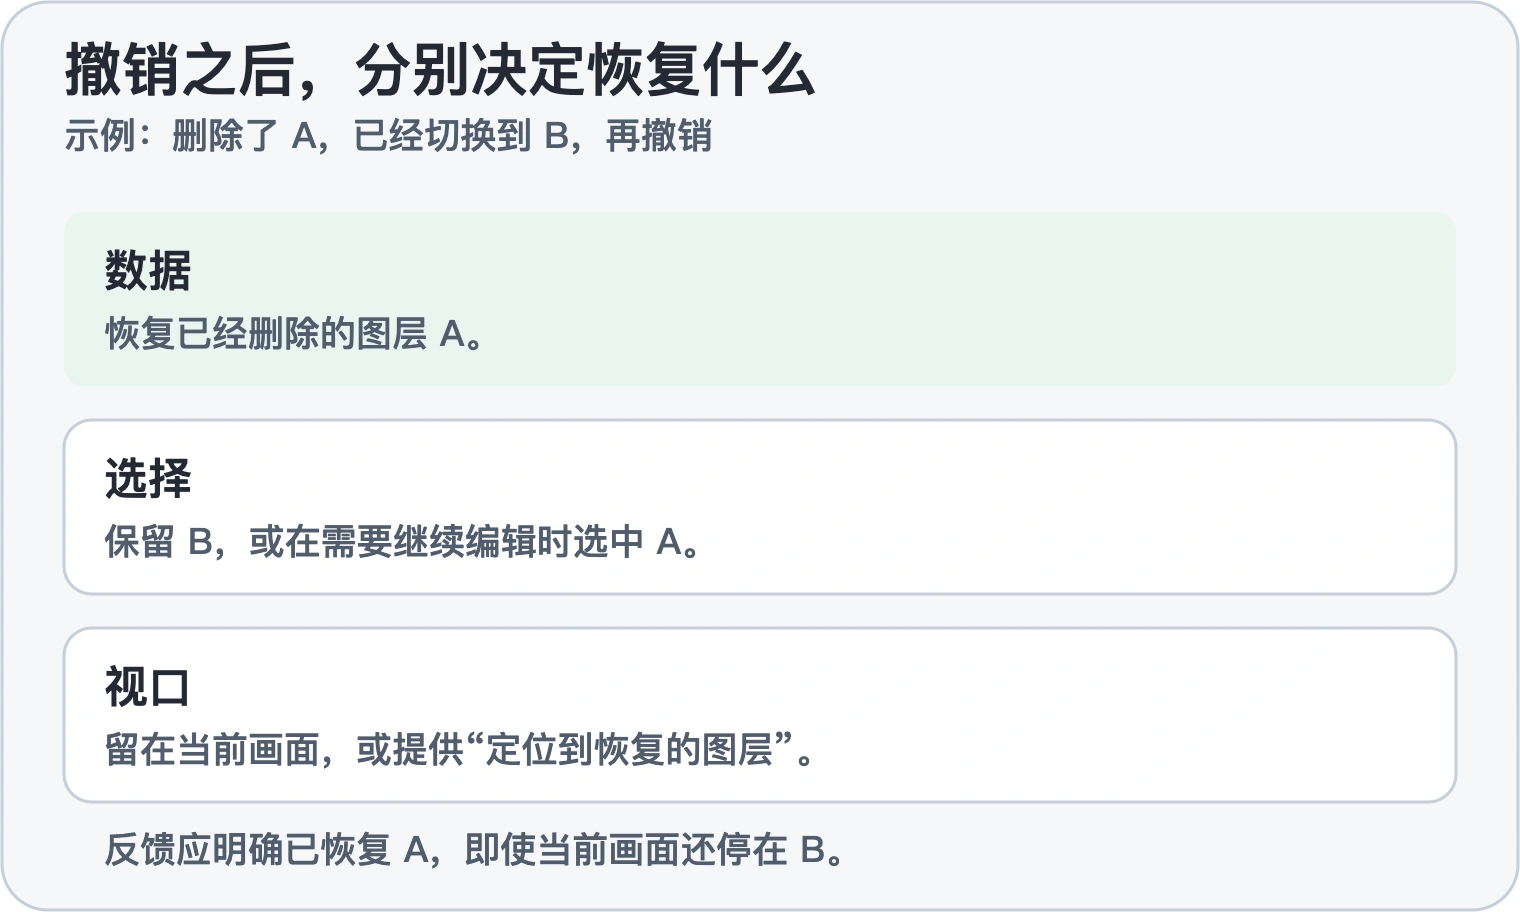 撤销之后，分别决定恢复什么
示例：删除了 A，已经切换到 B，再撤销
数据
恢复已经删除的图层 A。
选择
保留 B，或在需要继续编辑时选中 A。
视口
留在当前画面，或提供“定位到恢复的图层”。
反馈应明确已恢复 A，即使当前画面还停在 B。